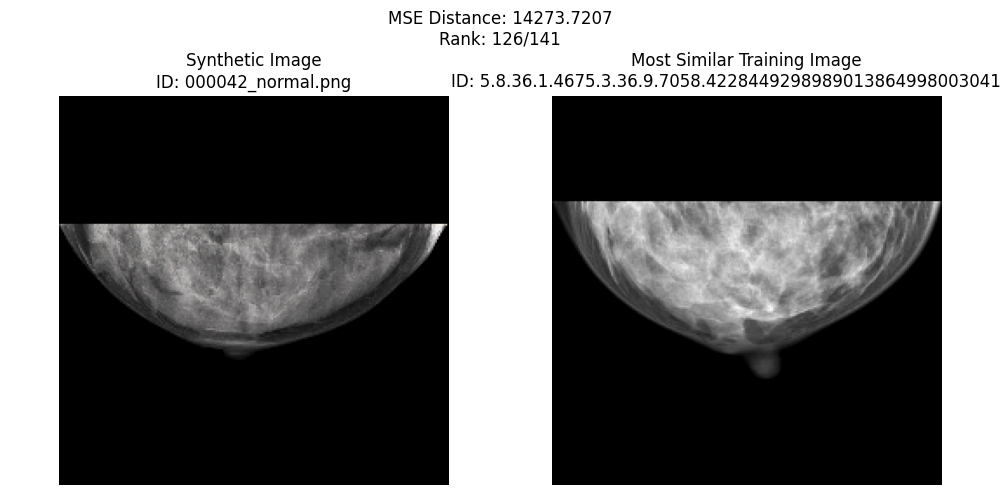 MSE Distance: 14273.7207
Rank: 126/141
Synthetic Image
ID: 000042_normal.png
Most Similar Training Image
ID: 5.8.36.1.4675.3.36.9.7058.4228449298989013864998003041